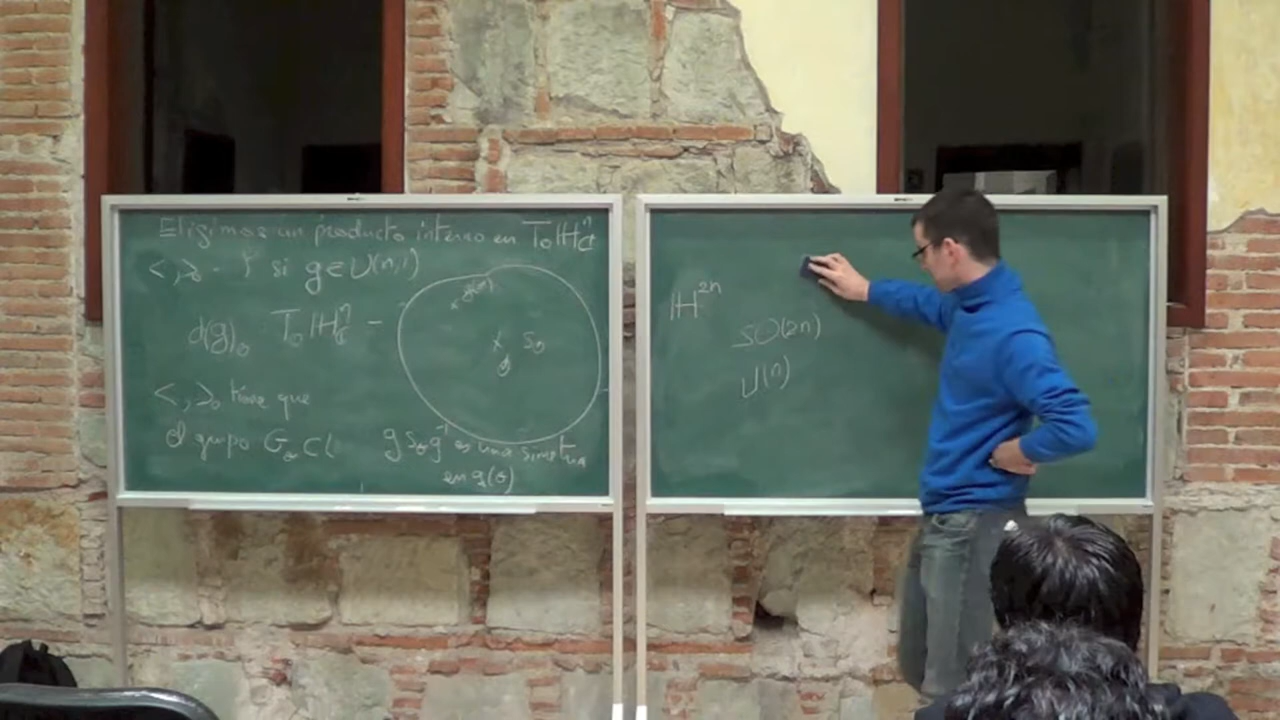 Elegimos un producto interno en T₀ℍⁿ_ℂ
< , >₀ - Y si g ∈ U(n,1)
g(o)
d(g)₀ T₀ℍⁿ_ℂ -
x S₀
o
< , >₀ tiene que
el grupo G₀ ⊂
g s₀ g⁻¹ es una simetría
en g(o)
ℍ²ⁿ
SO(2n)
U(n)